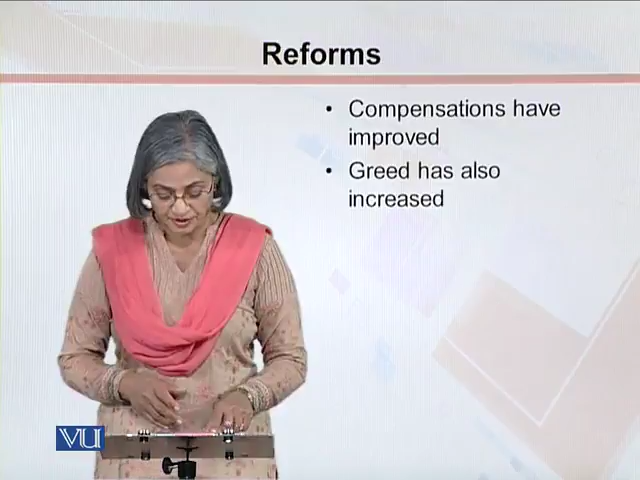 Reforms
• Compensations have
improved
• Greed has also
increased
VU